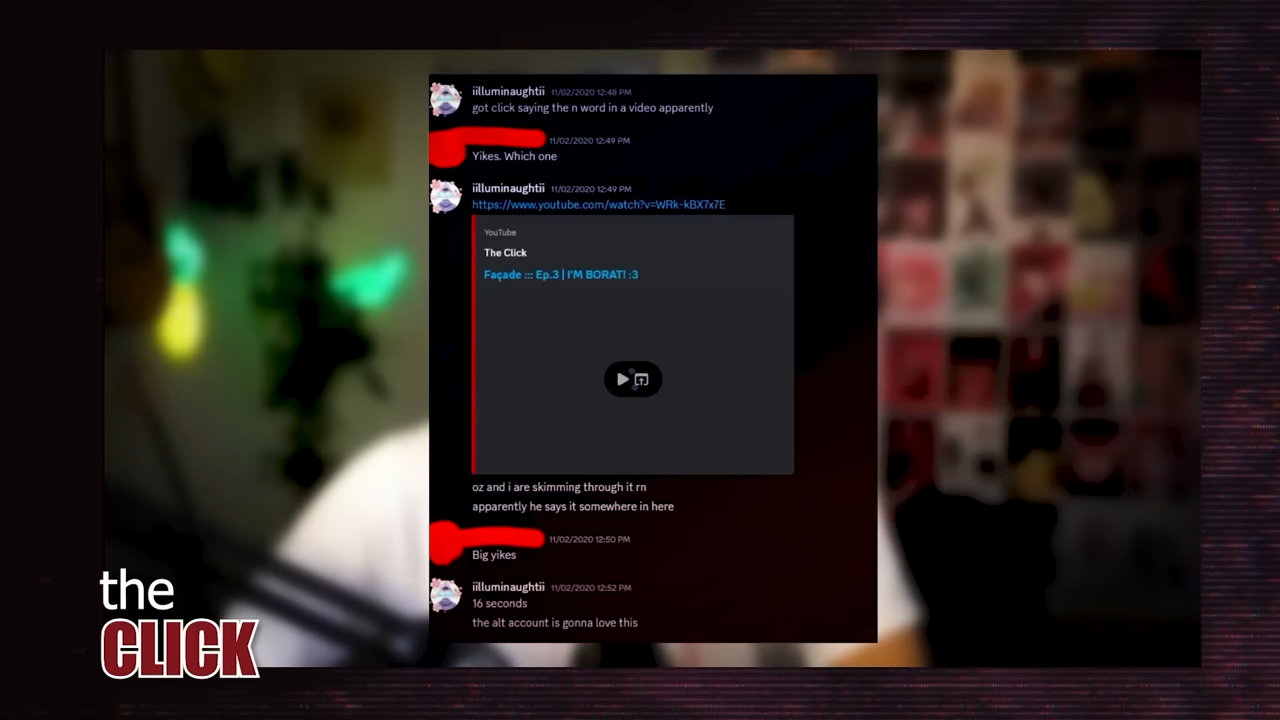 iilluminaughtii 11/02/2020 12:48 PM
got click saying the n word in a video apparently
11/02/2020 12:49 PM
Yikes. Which one
iilluminaughtii 11/02/2020 12:49 PM
https://www.youtube.com/watch?v=WRk-kBX7x7E
YouTube
The Click
Façade ::: Ep.3 | I'M BORAT! :3
oz and i are skimming through it rn
apparently he says it somewhere in here
11/02/2020 12:50 PM
Big yikes
iilluminaughtii 11/02/2020 12:52 PM
16 seconds
the alt account is gonna love this
the
CLICK